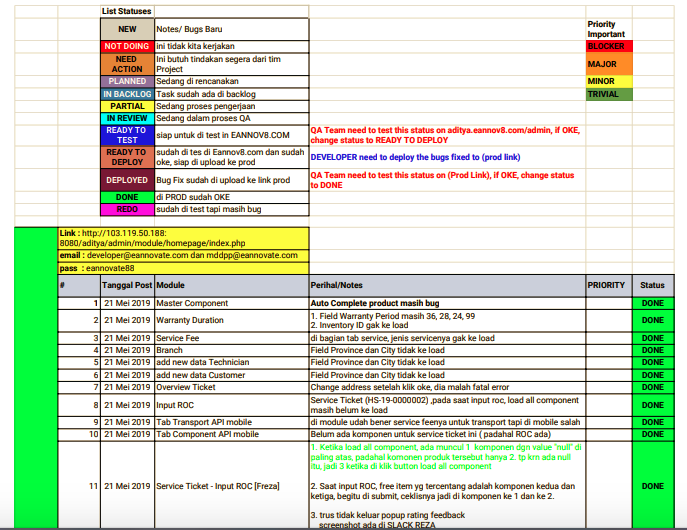 List Statuses
NEW Notes/ Bugs Baru
Priority
Important
NOT DOING ini tidak kita kerjakan
BLOCKER
NEED
ACTION
Ini butuh tindakan segera dari tim
Project
MAJOR
PLANNED Sedang di rencanakan
MINOR
IN BACKLOG Task sudah ada di backlog
TRIVIAL
PARTIAL Sedang proses pengerjaan
IN REVIEW Sedang dalam proses QA
READY TO
TEST
siap untuk di test in EANNOV8.COM
QA Team need to test this status on aditya.eannov8.com/admin, if OKE,
change status to READY TO DEPLOY
READY TO
DEPLOY
sudah di tes di Eannov8.com dan sudah
oke, siap di upload ke prod
DEVELOPER need to deploy the bugs fixed to (prod link)
DEPLOYED Bug Fix sudah di upload ke link prod
QA Team need to test this status on (Prod Link), if OKE, change status
to DONE
DONE di PROD sudah OKE
REDO sudah di test tapi masih bug
Link : http://103.119.50.188:
8080/aditya/admin/module/homepage/index.php
email : developer@eannovate.com dan mddpp@eannovate.com
pass : eannovate88
# Tanggal Post Module Perihal/Notes PRIORITY Status
1 21 Mei 2019 Master Component Auto Complete product masih bug DONE
2 21 Mei 2019 Warranty Duration
1. Field Warranty Period masih 36, 28, 24, 99
2. Inventory ID gak ke load
DONE
3 21 Mei 2019 Service Fee di bagian tab service, jenis servicenya gak ke load DONE
4 21 Mei 2019 Branch Field Province dan City tidak ke load DONE
5 21 Mei 2019 add new data Technician Field Province dan City tidak ke load DONE
6 21 Mei 2019 add new data Customer Field Province dan City tidak ke load DONE
7 21 Mei 2019 Overview Ticket Change address setelah klik oke, dia malah fatal error DONE
8 21 Mei 2019 Input ROC
Service Ticket (HS-19-0000002) ,pada saat input roc, load all component
masih belum ke load
DONE
9 21 Mei 2019 Tab Transport API mobile di module udah bener service feenya untuk transport tapi di mobile salah DONE
10 21 Mei 2019 Tab Component API mobile Belum ada komponen untuk service ticket ini ( padahal ROC ada) DONE
11 21 Mei 2019 Service Ticket - Input ROC [Freza]
1. Ketika load all component, ada muncul 1 komponen dgn value "null" di
paling atas, padahal komonen produk tersebut hanya 2. tp krn ada null
itu, jadi 3 ketika di klik button load all component
2. Saat input ROC, free item yg tercentang adalah komponen kedua dan
ketiga, begitu di submit, ceklisnya jadi di komponen ke 1 dan ke 2.
3. trus tidak keluar popup rating feedback
screenshot ada di SLACK REZA
DONE